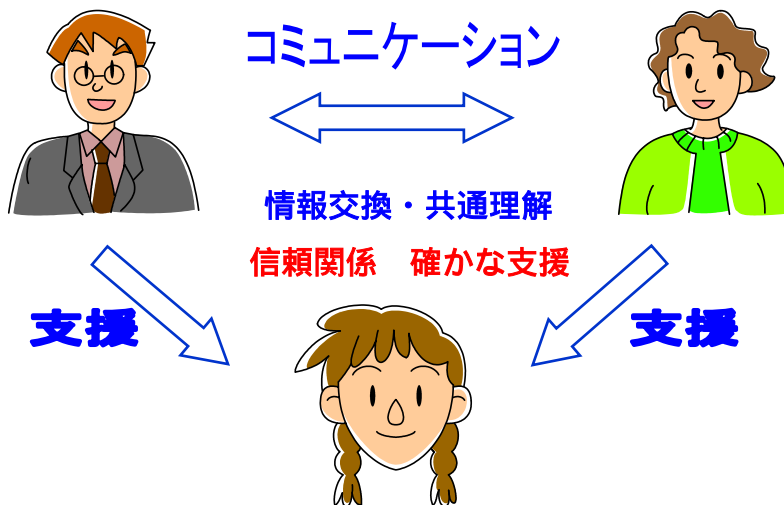 コミュニケーション
情報交換・共通理解
信頼関係　確かな支援
支援
支援